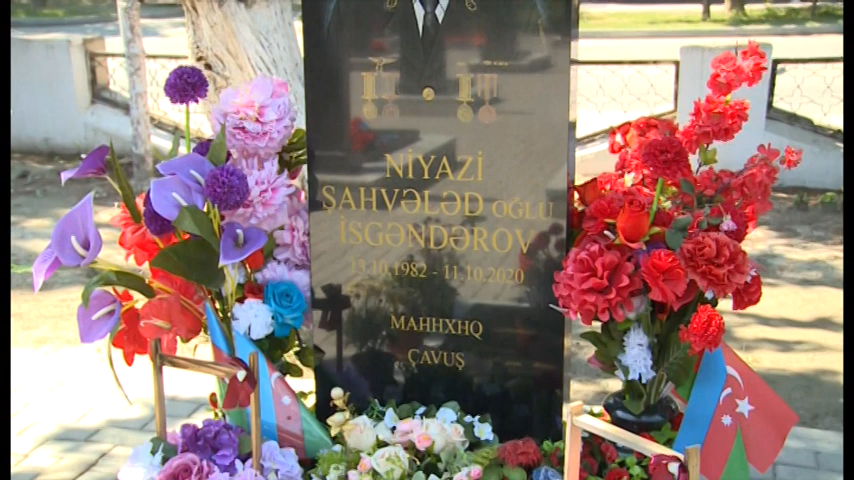 NİYAZİ
ŞAHVƏLƏD OĞLU
İSGƏNDƏROV
13.10.1982 - 11.10.2020
MAHHXHQ
ÇAVUŞ